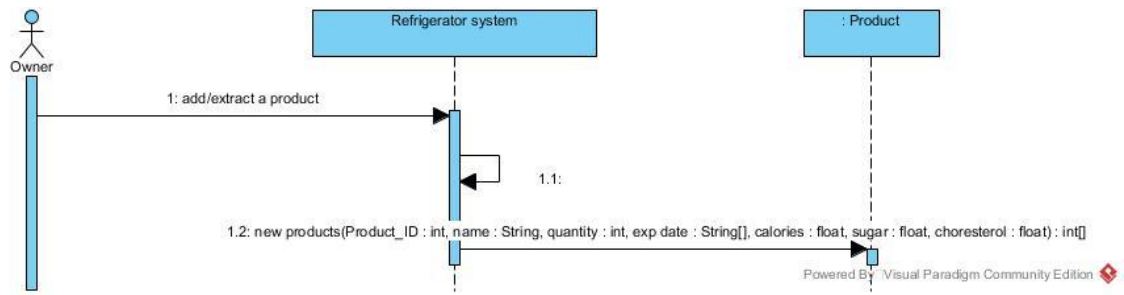 Refrigerator system
: Product
Owner
1: add/extract a product
1.1:
1.2: new products(Product_ID : int, name : String, quantity : int, exp date : String[], calories : float, sugar : float, choresterol : float) : int[]
Powered By Visual Paradigm Community Edition